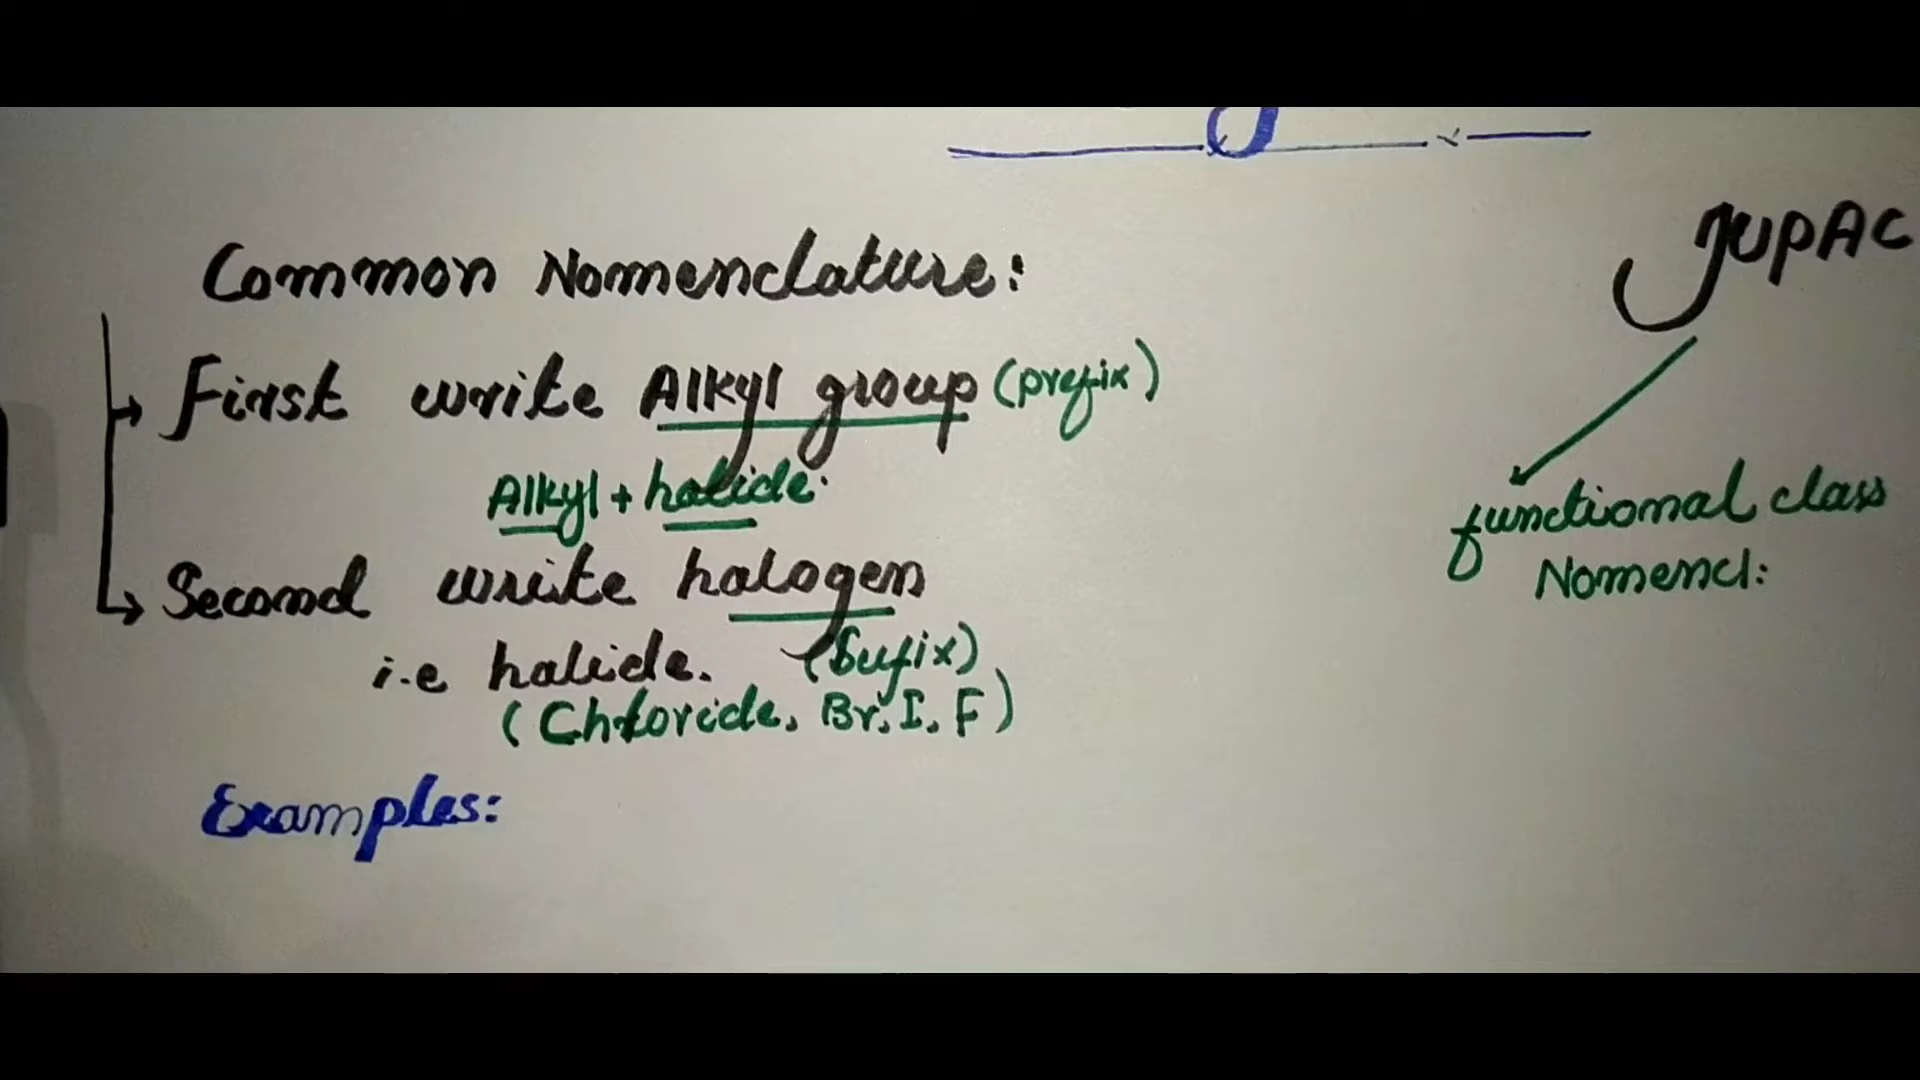 Common Nomenclature:
First write Alkyl group (prefix)
Alkyl + halide.
Second write halogen
i.e halide. (Sufix)
(Chloride, Br, I, F)
Examples:
IUPAC
functional class
Nomencl: